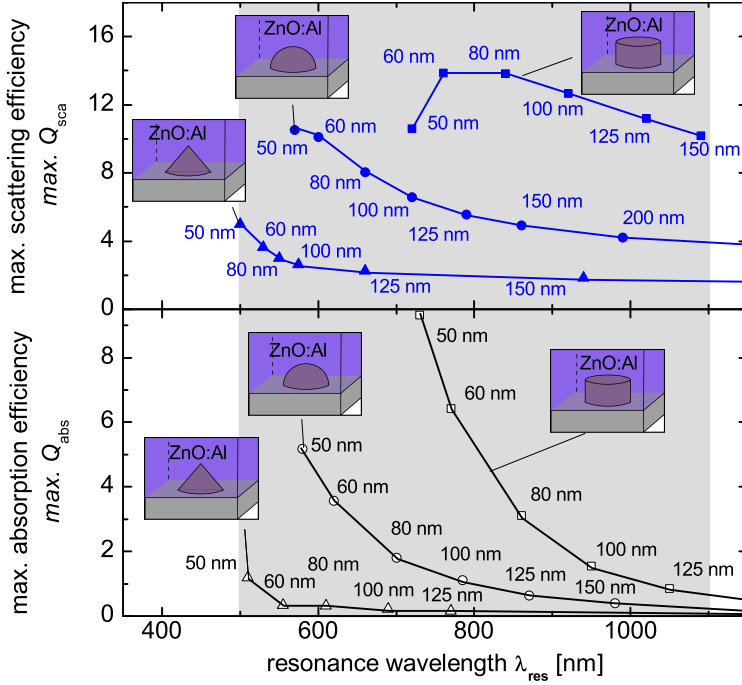 max. scattering efficiency
max. Qsca
16
12
8
4
0
ZnO:Al
ZnO:Al
ZnO:Al
60 nm
80 nm
50 nm
100 nm
125 nm
150 nm
50 nm
60 nm
80 nm
100 nm
125 nm
150 nm
200 nm
50 nm
60 nm
80 nm
100 nm
125 nm
150 nm
max. absorption efficiency
max. Qabs
8
6
4
2
0
ZnO:Al
ZnO:Al
ZnO:Al
50 nm
60 nm
80 nm
100 nm
125 nm
50 nm
60 nm
80 nm
100 nm
125 nm
150 nm
50 nm
60 nm
80 nm
100 nm
125 nm
400
600
800
1000
resonance wavelength λres [nm]